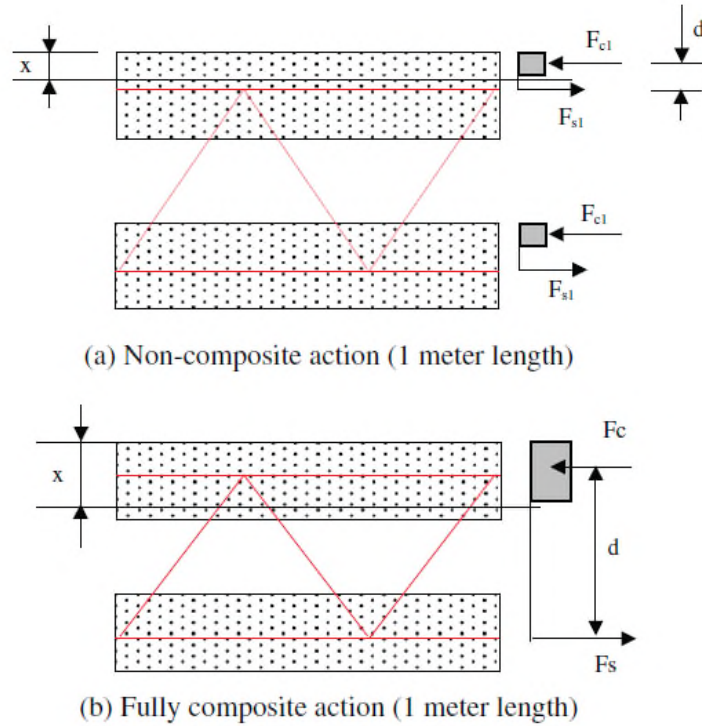 d
x
F_c1
F_s1
F_c1
F_s1
(a) Non-composite action (1 meter length)
Fc
x
d
Fs
(b) Fully composite action (1 meter length)